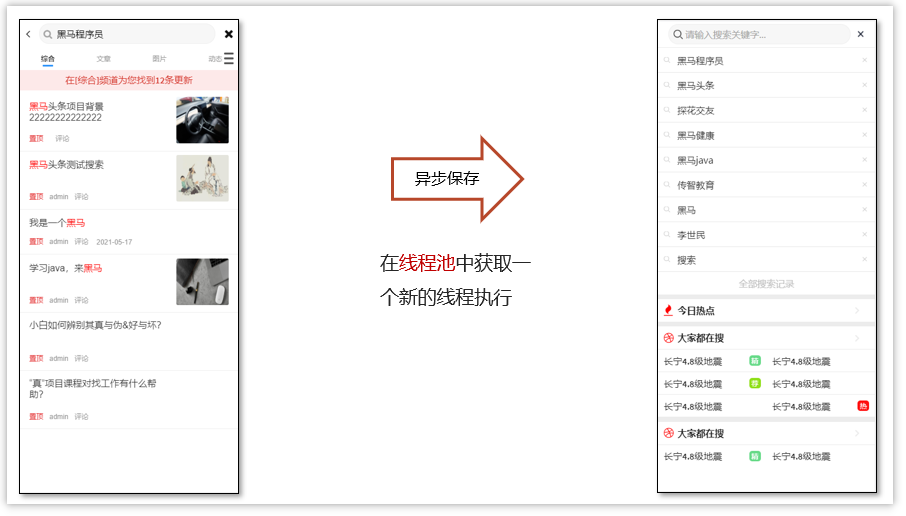 黑马程序员
综合 文章 图片 动态
在[综合]频道为您找到12条更新
黑马头条项目背景
22222222222222
置顶 评论
黑马头条测试搜索
置顶 admin 评论
我是一个黑马
置顶 admin 评论 2021-05-17
学习java，来黑马
置顶 admin 评论
小白如何辨别其真与伪&好与坏?
置顶 admin 评论
“真”项目课程对找工作有什么帮
助?
置顶 admin 评论
异步保存
在线程池中获取一
个新的线程执行
请输入搜索关键字...
黑马程序员
黑马头条
探花交友
黑马健康
黑马java
传智教育
黑马
李世民
搜索
全部搜索记录
今日热点
大家都在搜
长宁4.8级地震 长宁4.8级地震
长宁4.8级地震 荐 长宁4.8级地震
长宁4.8级地震 长宁4.8级地震 热
大家都在搜
长宁4.8级地震 长宁4.8级地震